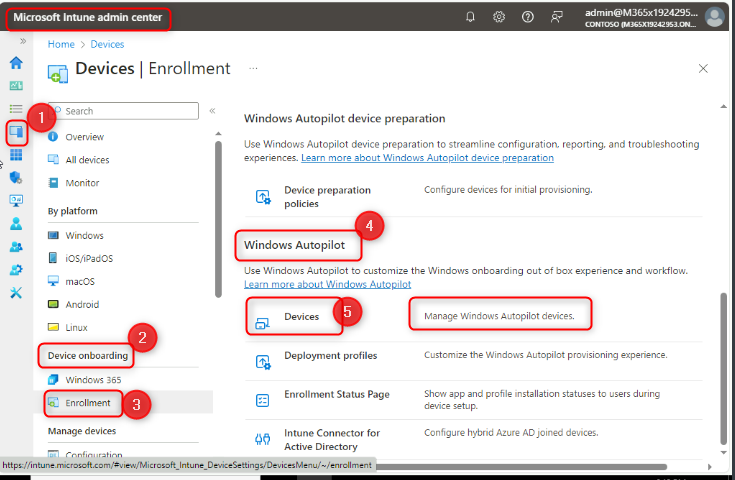 Microsoft Intune admin center
admin@M365x1924295...
CONTOSO (M365X19242953.ON...
Home > Devices
Devices | Enrollment ...
1
Search
Overview
All devices
Monitor
By platform
Windows
iOS/iPadOS
macOS
Android
Linux
2
Device onboarding
Windows 365
Enrollment
3
Manage devices
Configuration
Windows Autopilot device preparation
Use Windows Autopilot device preparation to streamline configuration, reporting, and troubleshooting
experiences. Learn more about Windows Autopilot device preparation
Device preparation
policies
Configure devices for initial provisioning.
4
Windows Autopilot
Use Windows Autopilot to customize the Windows onboarding out of box experience and workflow.
Learn more about Windows Autopilot
Devices
5
Manage Windows Autopilot devices.
Deployment profiles
Customize the Windows Autopilot provisioning experience.
Enrollment Status Page
Show app and profile installation statuses to users during
device setup.
Intune Connector for
Active Directory
Configure hybrid Azure AD joined devices.
https://intune.microsoft.com/#view/Microsoft_Intune_DeviceSettings/DevicesMenu/~/enrollment